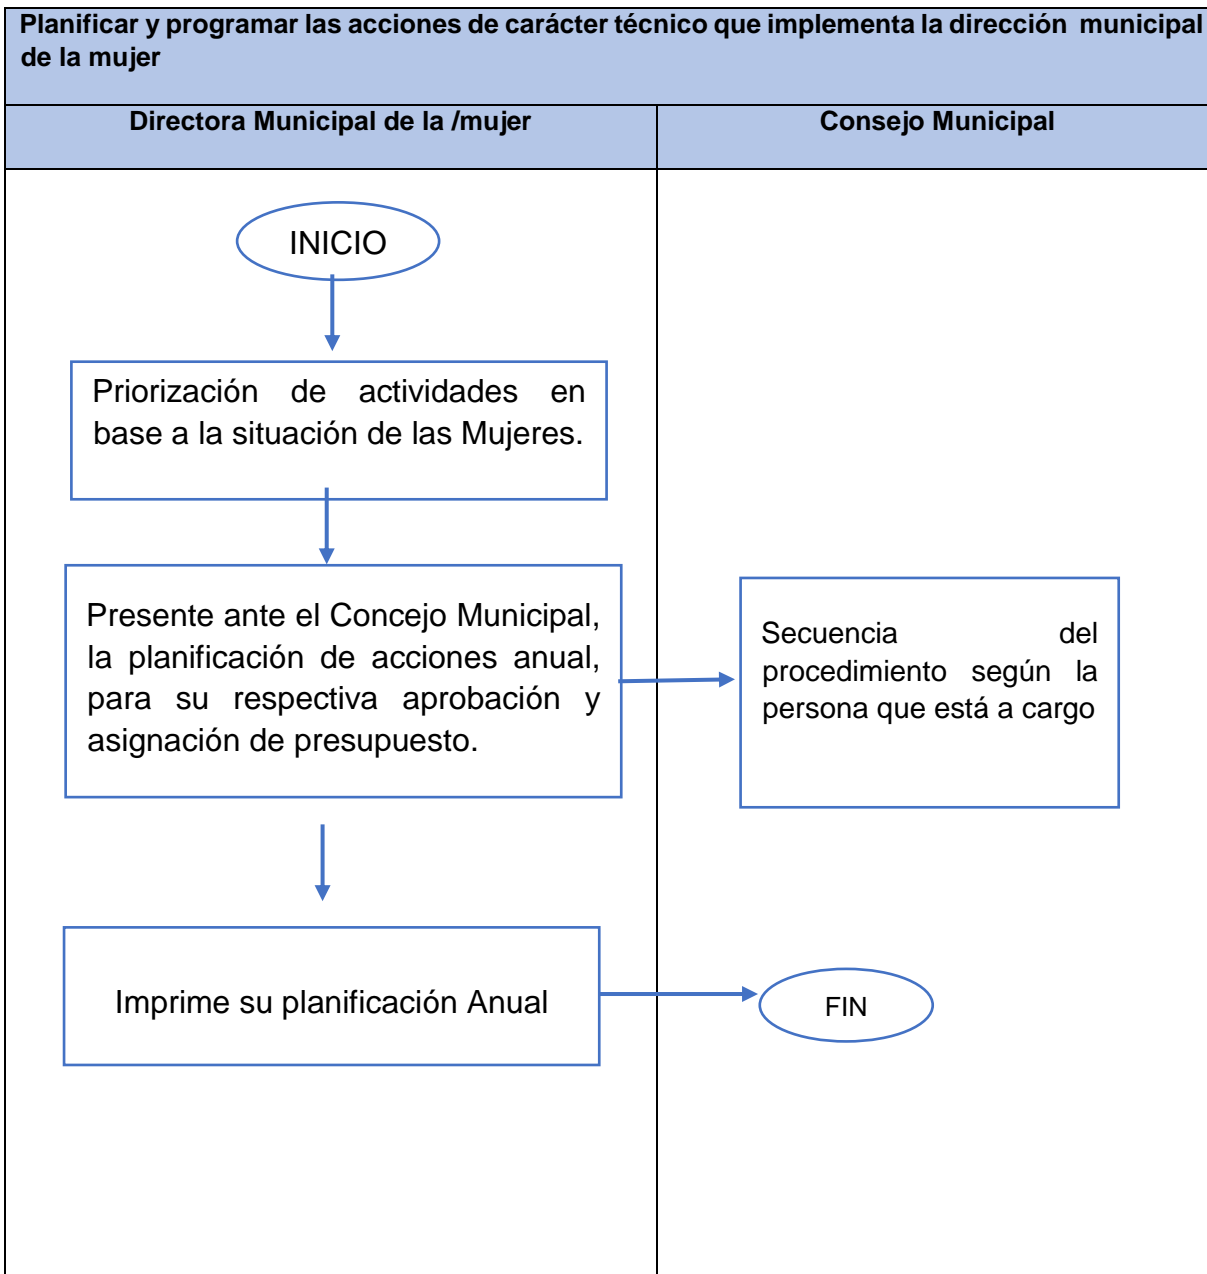 Planificar y programar las acciones de carácter técnico que implementa la dirección municipal
de la mujer
Directora Municipal de la /mujer
Consejo Municipal
INICIO
Priorización de actividades en
base a la situación de las Mujeres.
Presente ante el Concejo Municipal,
la planificación de acciones anual,
para su respectiva aprobación y
asignación de presupuesto.
Secuencia del
procedimiento según la
persona que está a cargo
Imprime su planificación Anual
FIN